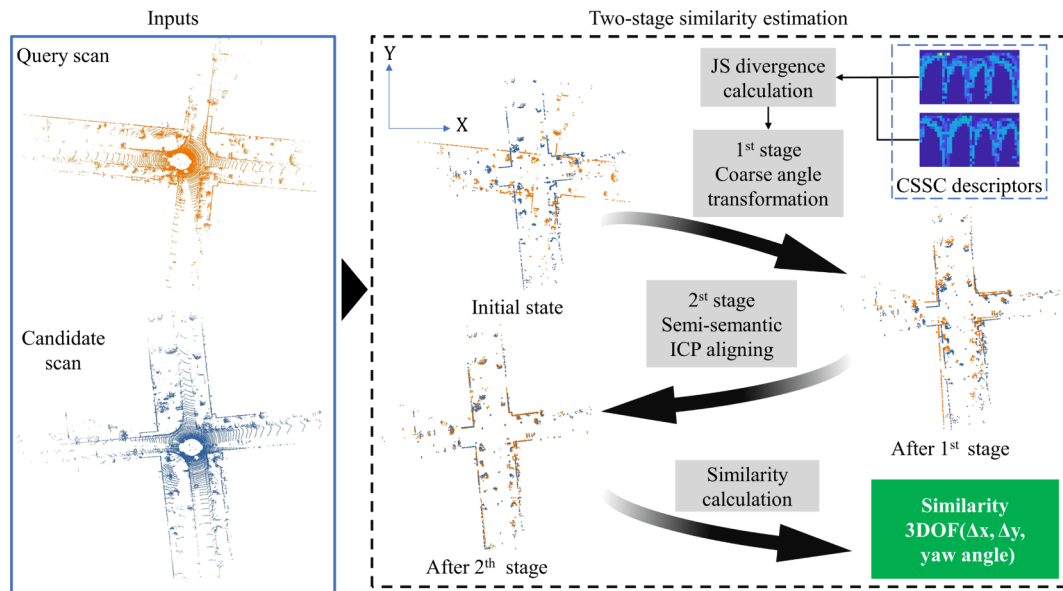 Inputs
Two-stage similarity estimation
Query scan
Candidate
scan
Y
X
JS divergence
calculation
1st stage
Coarse angle
transformation
CSSC descriptors
Initial state
2st stage
Semi-semantic
ICP aligning
After 1st stage
After 2th stage
Similarity
calculation
Similarity
3DOF(Δx, Δy,
yaw angle)